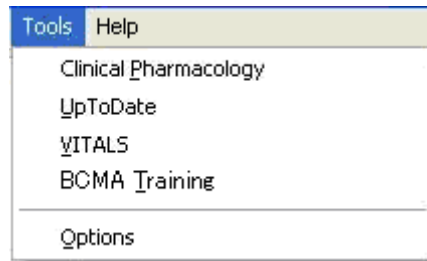 Tools Help
Clinical Pharmacology
UpToDate
VITALS
BCMA Training
Options